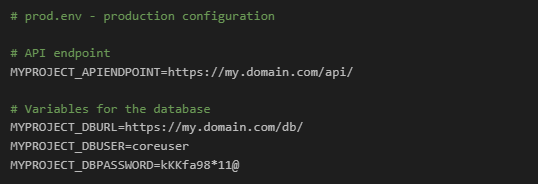 # prod.env - production configuration
# API endpoint
MYPROJECT_APIENDPOINT=https://my.domain.com/api/
# Variables for the database
MYPROJECT_DBURL=https://my.domain.com/db/
MYPROJECT_DBUSER=coreuser
MYPROJECT_DBPASSWORD=kKKfa98*11@